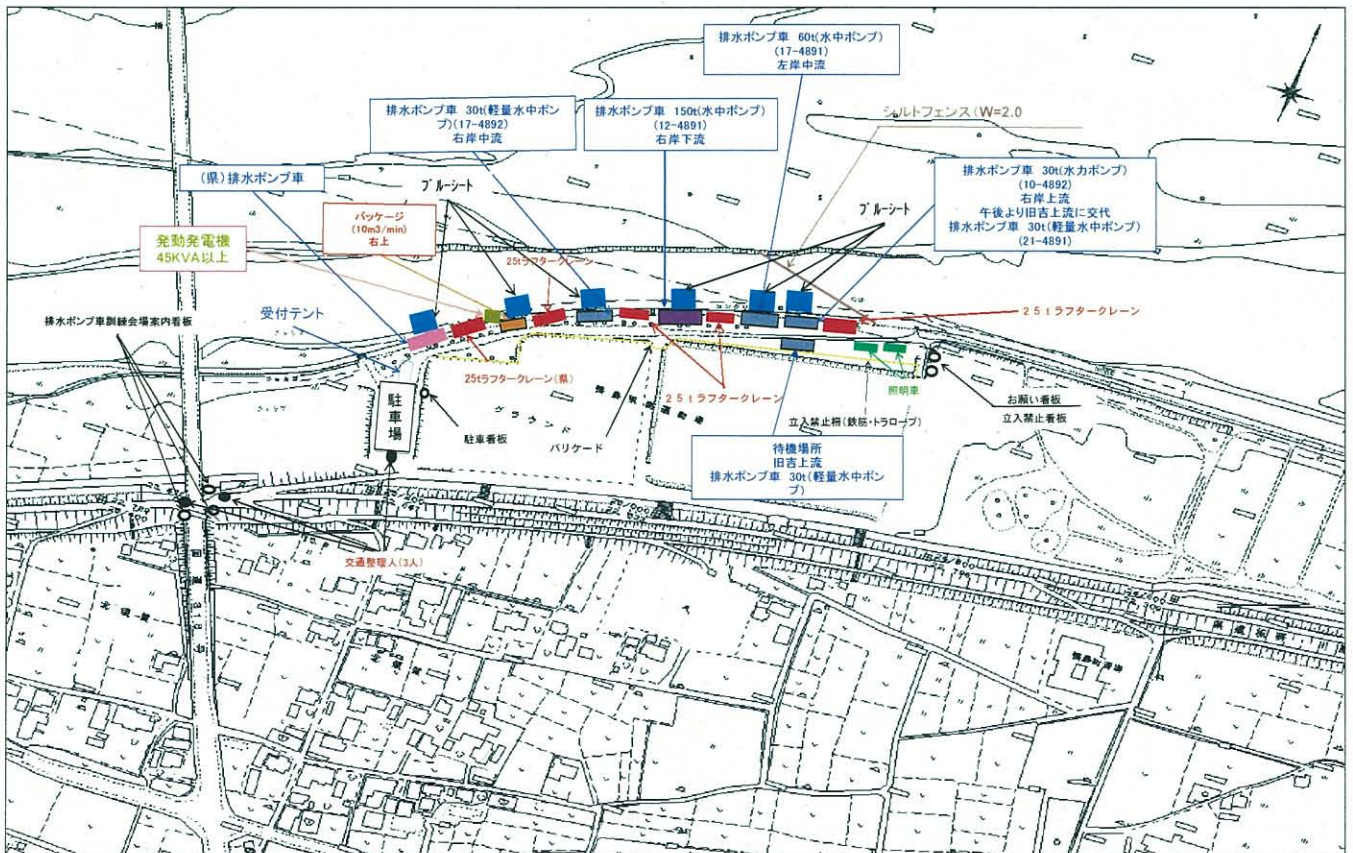 排水ポンプ車 60t(水中ポンプ)
(17-4891)
左岸中流
排水ポンプ車 30t(軽量水中ポン
プ)(17-4892)
右岸中流
排水ポンプ車 150t(水中ポンプ)
(12-4891)
右岸下流
シルトフェンス(W=2.0
(県)排水ポンプ車
ブルーシート
ブルーシート
排水ポンプ車 30t(水力ポンプ)
(10-4892)
右岸上流
午後より旧吉上流に交代
排水ポンプ車 30t(軽量水中ポンプ)
(21-4891)
パッケージ
(10m3/min)
右上
発動発電機
45KVA以上
25tラフタークレーン
受付テント
排水ポンプ車訓練会場案内看板
25tラフタークレーン
25tラフタークレーン(県)
25tラフタークレーン
照明車
お願い看板
立入禁止看板
駐車場
駐車看板
グラウンド
バリケード
立入禁止柵(鉄筋・トラロープ)
待機場所
旧吉上流
排水ポンプ車 30t(軽量水中ポン
プ)
交通整理人(3人)